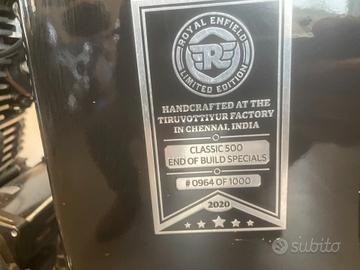 ROYAL ENFIELD
R
LIMITED EDITION
HANDCRAFTED AT THE
TIRUVOTTIYUR FACTORY
IN CHENNAI, INDIA
CLASSIC 500
END OF BUILD SPECIALS
#0964 OF 1000
2020
subito